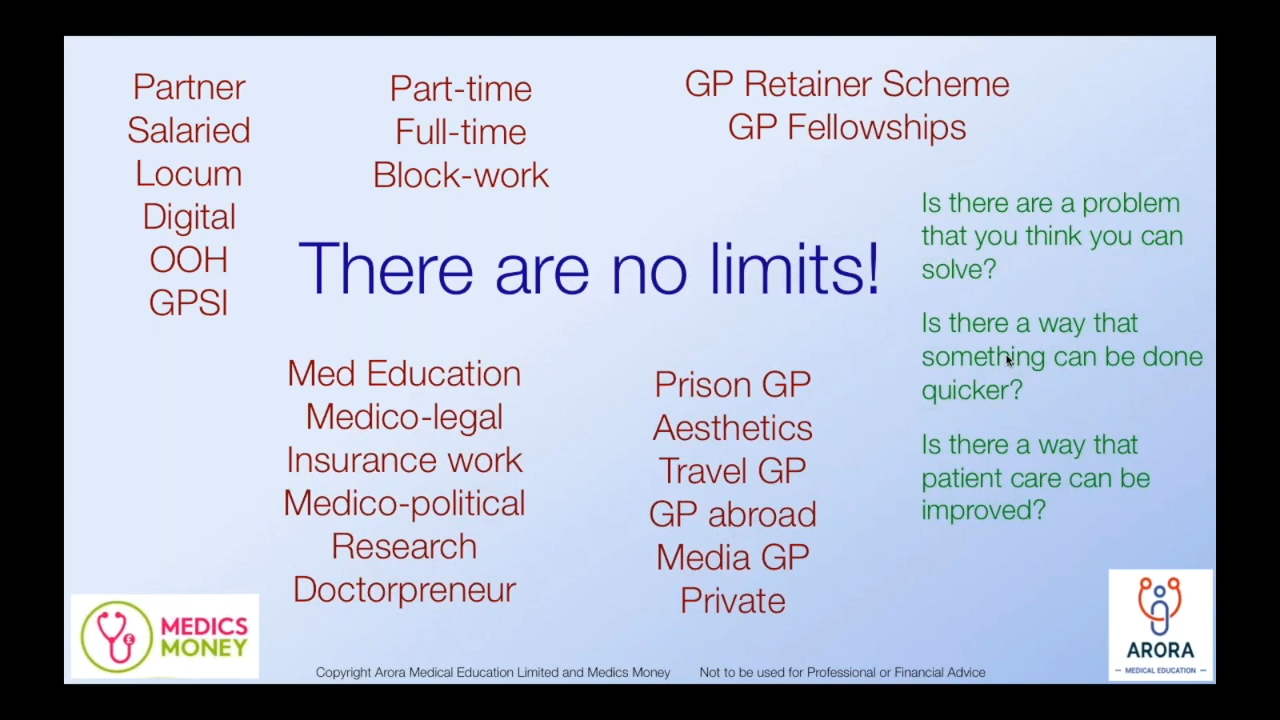 Partner
Salaried
Locum
Digital
OOH
GPSI
Part-time
Full-time
Block-work
GP Retainer Scheme
GP Fellowships
There are no limits!
Is there are a problem
that you think you can
solve?
Is there a way that
something can be done
quicker?
Is there a way that
patient care can be
improved?
Med Education
Medico-legal
Insurance work
Medico-political
Research
Doctorpreneur
Prison GP
Aesthetics
Travel GP
GP abroad
Media GP
Private
£
MEDICS
MONEY
Copyright Arora Medical Education Limited and Medics Money
Not to be used for Professional or Financial Advice
ARORA
— MEDICAL EDUCATION —